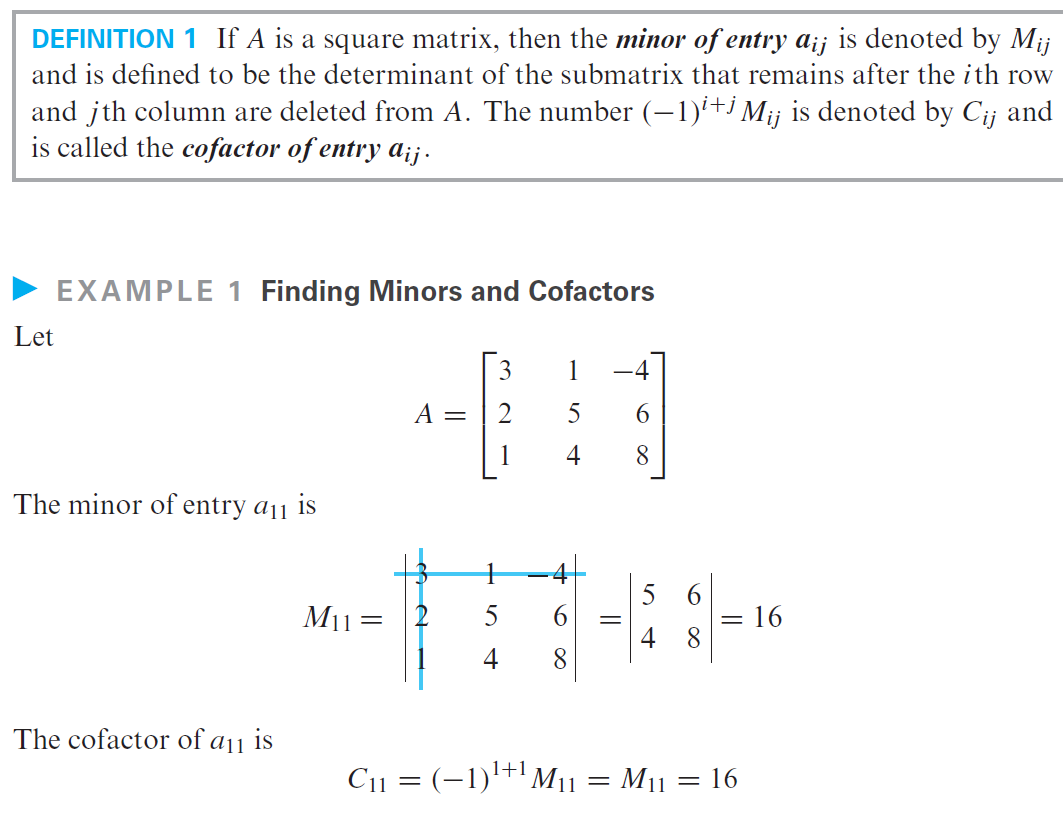 DEFINITION 1 If A is a square matrix, then the minor of entry aᵢⱼ is denoted by Mᵢⱼ
and is defined to be the determinant of the submatrix that remains after the ith row
and jth column are deleted from A. The number (−1)ⁱ⁺ʲ Mᵢⱼ is denoted by Cᵢⱼ and
is called the cofactor of entry aᵢⱼ.
EXAMPLE 1 Finding Minors and Cofactors
Let
3 1 −4
A = 2 5 6
1 4 8
The minor of entry a₁₁ is
3 1 −4
M₁₁ = 2 5 6 = | 5 6 ; 4 8 | = 16
1 4 8
The cofactor of a₁₁ is
C₁₁ = (−1)¹⁺¹ M₁₁ = M₁₁ = 16